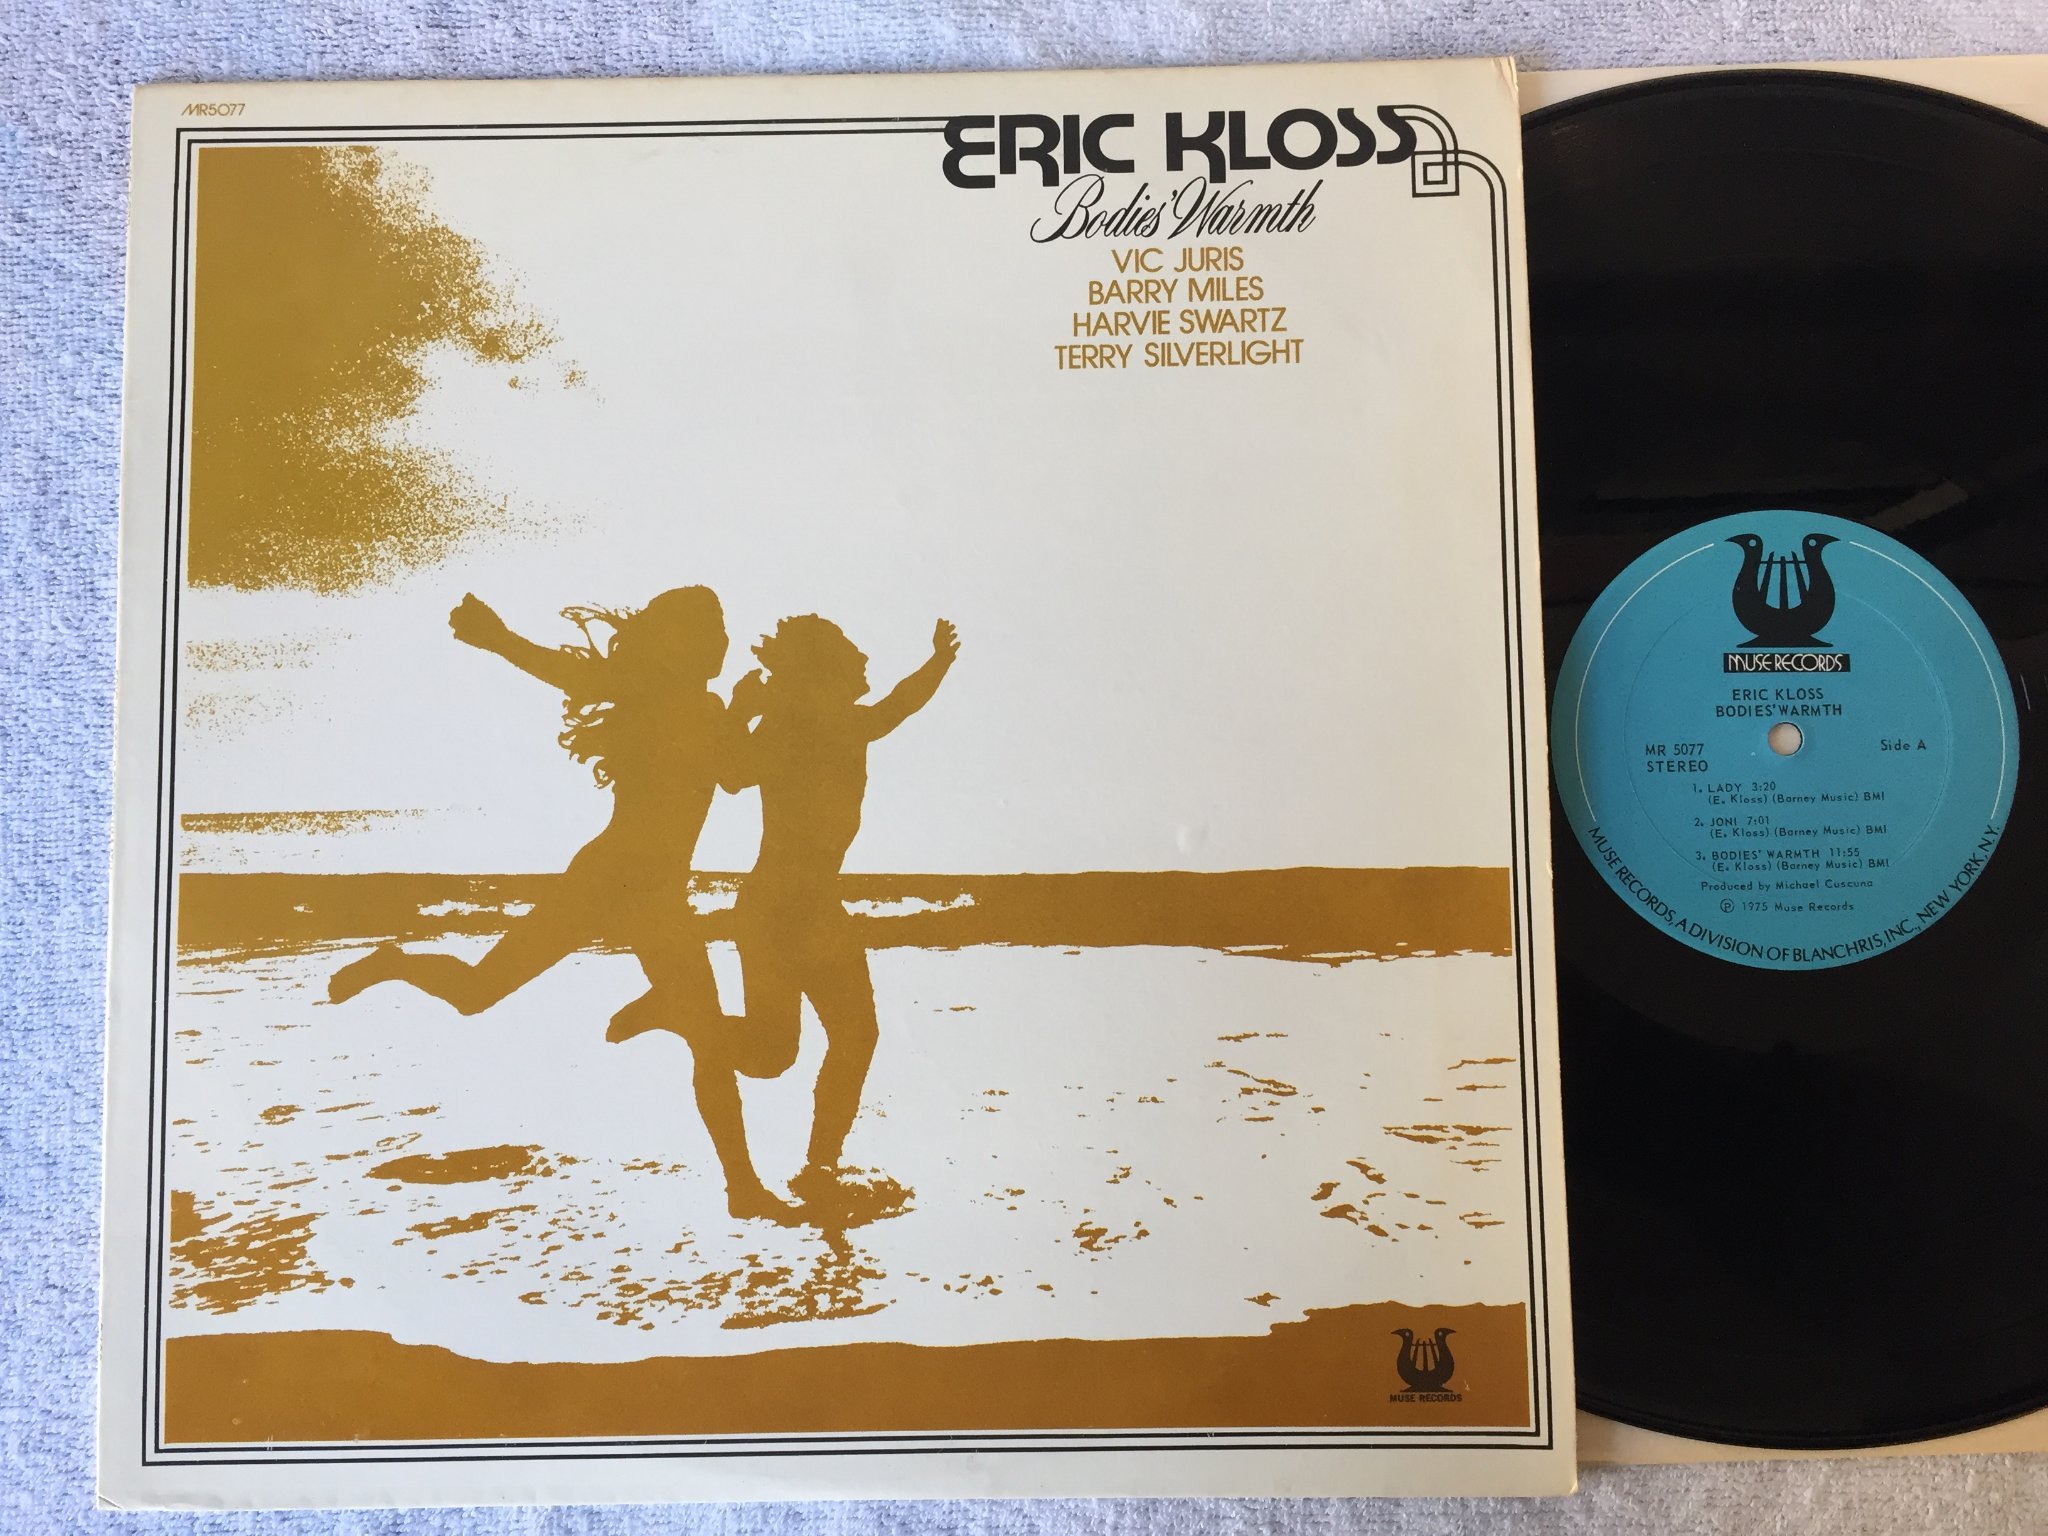 MR5077
ERIC KLOSS
Bodies' Warmth
VIC JURIS
BARRY MILES
HARVIE SWARTZ
TERRY SILVERLIGHT
MUSE RECORDS
MUSE RECORDS
ERIC KLOSS
BODIES' WARMTH
MR 5077
STEREO
Side A
1. LADY 3:20
(E. Kloss) (Barney Music) BMI
2. JONI 7:01
(E. Kloss) (Barney Music) BMI
3. BODIES' WARMTH 11:55
(E. Kloss) (Barney Music) BMI
Produced by Michael Cuscuna
Ⓟ 1975 Muse Records
MUSE RECORDS, A DIVISION OF BLANCHRIS, INC., NEW YORK, N.Y.